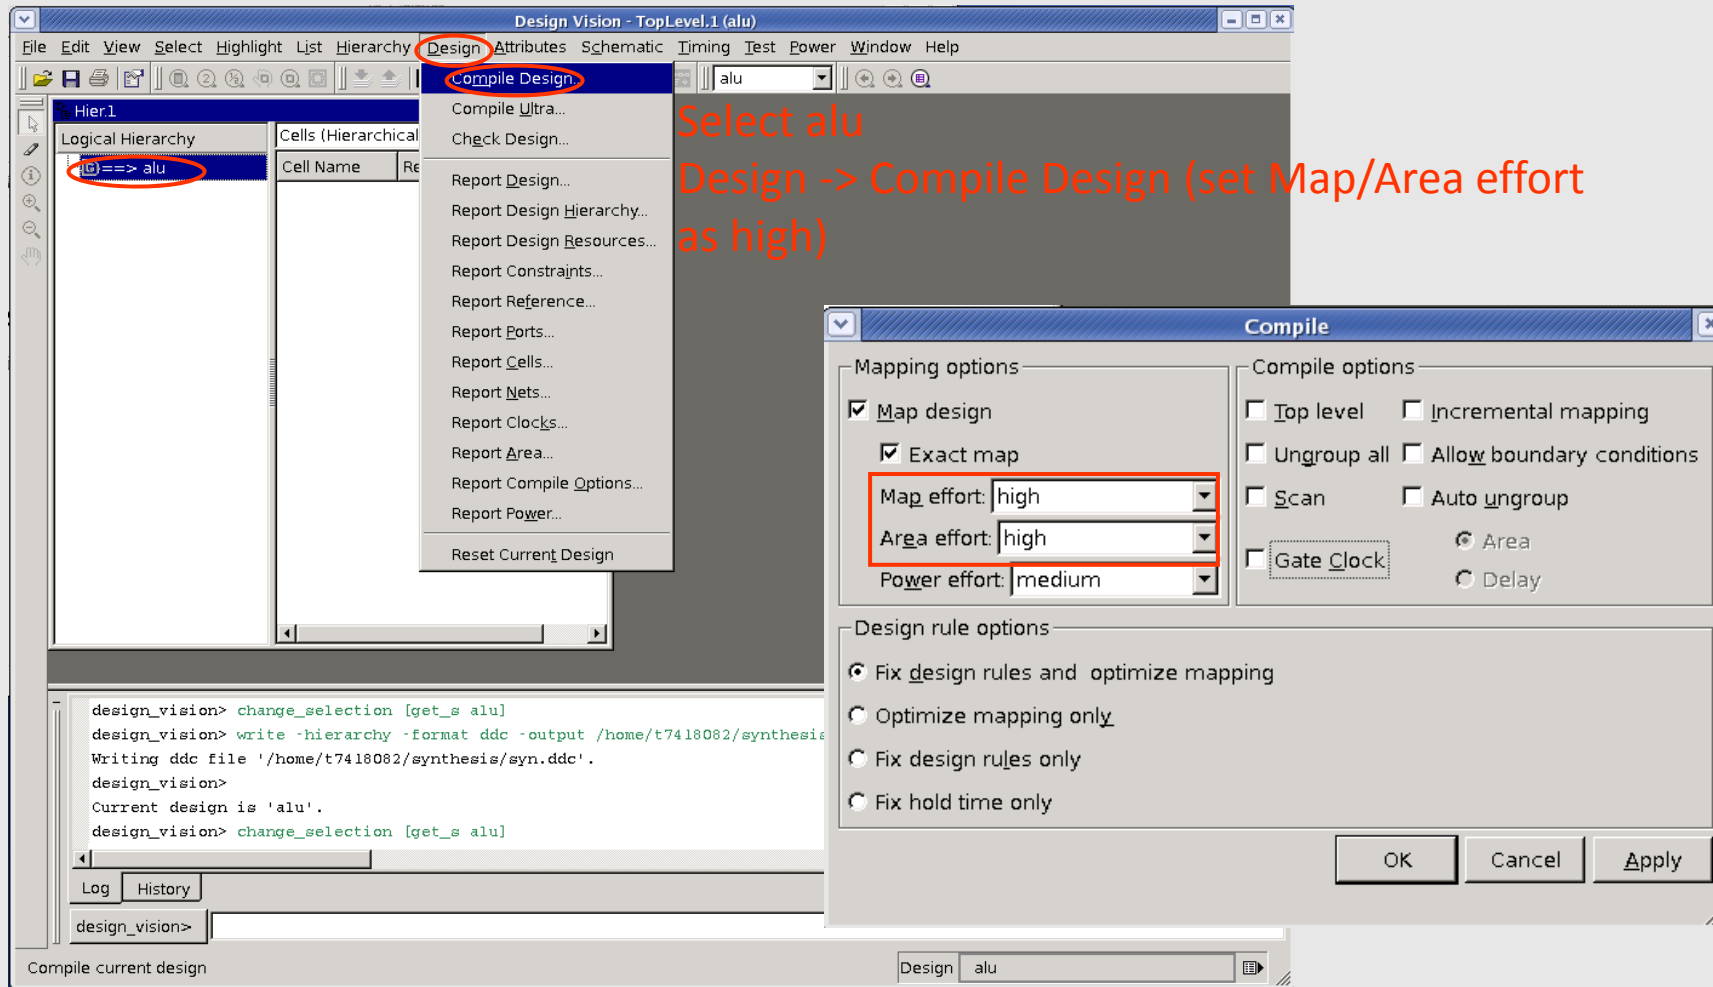 Design Vision - TopLevel.1 (alu)
File Edit View Select Highlight List Hierarchy Design Attributes Schematic Timing Test Power Window Help
alu
Compile Design...
Compile Ultra...
Check Design...
Report Design...
Report Design Hierarchy...
Report Design Resources...
Report Constraints...
Report Reference...
Report Ports...
Report Cells...
Report Nets...
Report Clocks...
Report Area...
Report Compile Options...
Report Power...
Reset Current Design
Hier.1
Logical Hierarchy
==> alu
Cells (Hierarchical
Cell Name
Select alu
Design -> Compile Design (set Map/Area effort
as high)
Compile
Mapping options
Map design
Exact map
Map effort: high
Area effort: high
Power effort: medium
Compile options
Top level Incremental mapping
Ungroup all Allow boundary conditions
Scan Auto ungroup
Area
Gate Clock
Delay
Design rule options
Fix design rules and optimize mapping
Optimize mapping only
Fix design rules only
Fix hold time only
OK Cancel Apply
design_vision> change_selection [get_s alu]
design_vision> write -hierarchy -format ddc -output /home/t7418082/synthesis
Writing ddc file '/home/t7418082/synthesis/syn.ddc'.
design_vision>
Current design is 'alu'.
design_vision> change_selection [get_s alu]
Log History
design_vision>
Compile current design
Design alu